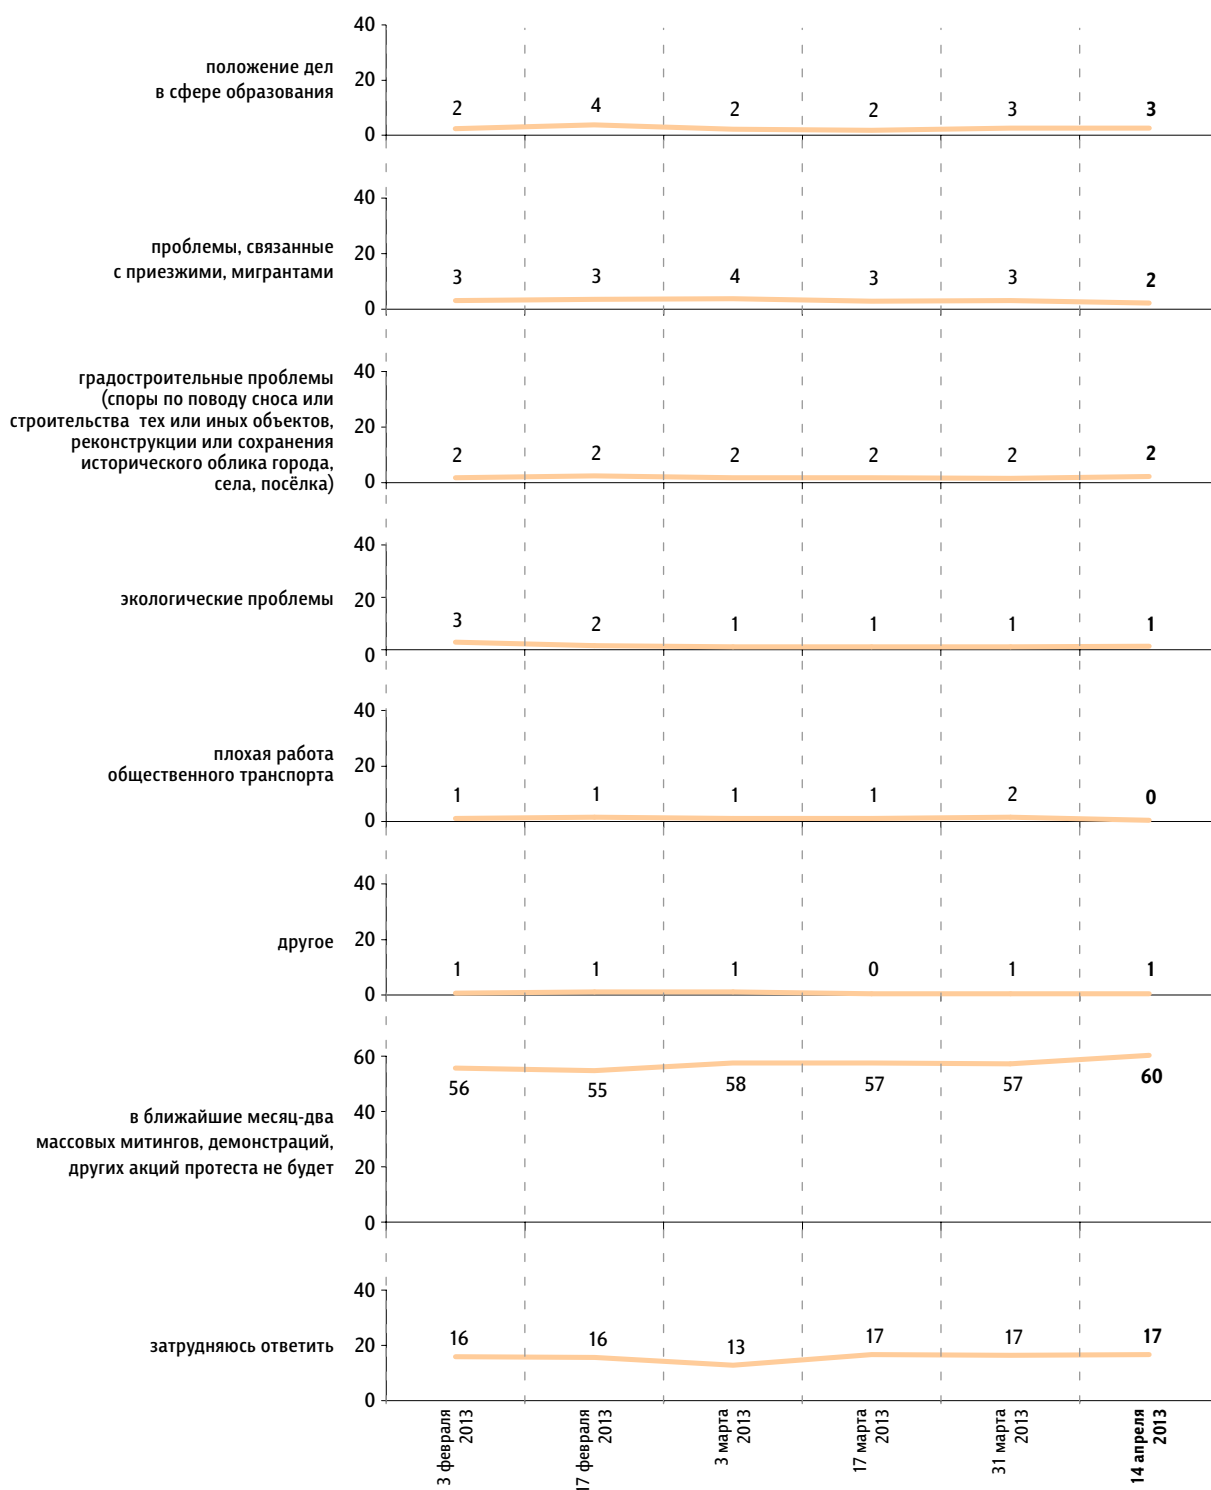 40
20
0
положение дел
в сфере образования
2 4 2 2 3 3
40
20
0
проблемы, связанные
с приезжими, мигрантами
3 3 4 3 3 2
40
20
0
градостроительные проблемы
(споры по поводу сноса или
строительства тех или иных объектов,
реконструкции или сохранения
исторического облика города,
села, посёлка)
2 2 2 2 2 2
40
20
0
экологические проблемы
3 2 1 1 1 1
40
20
0
плохая работа
общественного транспорта
1 1 1 1 2 0
40
20
0
другое
1 1 1 0 1 1
60
40
20
0
в ближайшие месяц-два
массовых митингов, демонстраций,
других акций протеста не будет
56 55 58 57 57 60
40
20
0
затрудняюсь ответить
16 16 13 17 17 17
3 февраля
2013
17 февраля
2013
3 марта
2013
17 марта
2013
31 марта
2013
14 апреля
2013